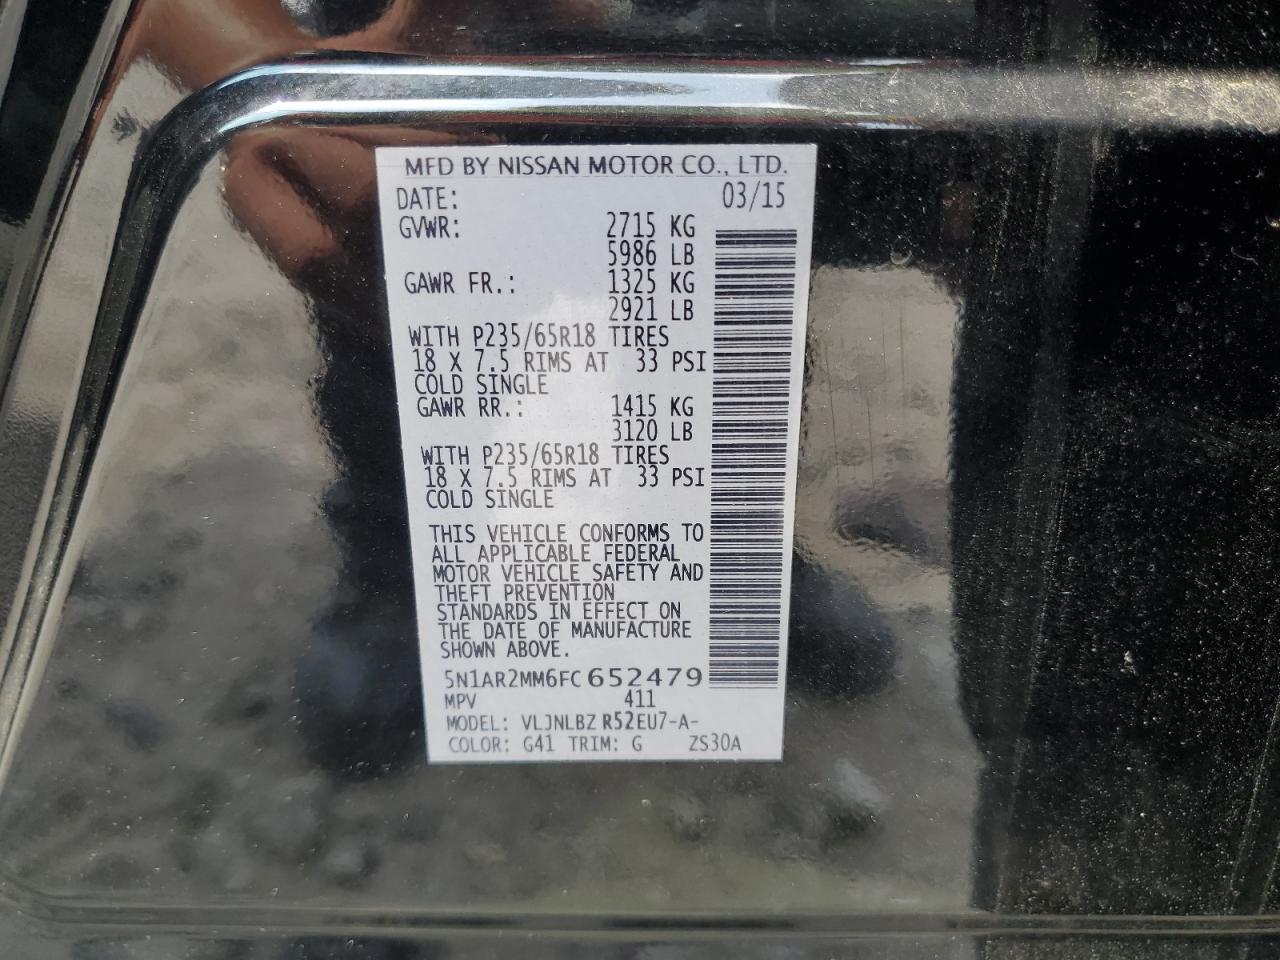 MFD BY NISSAN MOTOR CO., LTD.
DATE: 03/15
GVWR: 2715 KG
5986 LB
GAWR FR.: 1325 KG
2921 LB
WITH P235/65R18 TIRES
18 X 7.5 RIMS AT 33 PSI
COLD SINGLE
GAWR RR.: 1415 KG
3120 LB
WITH P235/65R18 TIRES
18 X 7.5 RIMS AT 33 PSI
COLD SINGLE
THIS VEHICLE CONFORMS TO
ALL APPLICABLE FEDERAL
MOTOR VEHICLE SAFETY AND
THEFT PREVENTION
STANDARDS IN EFFECT ON
THE DATE OF MANUFACTURE
SHOWN ABOVE.
5N1AR2MM6FC652479
MPV 411
MODEL: VLJNLBZ R52EU7-A-
COLOR: G41 TRIM: G ZS30A